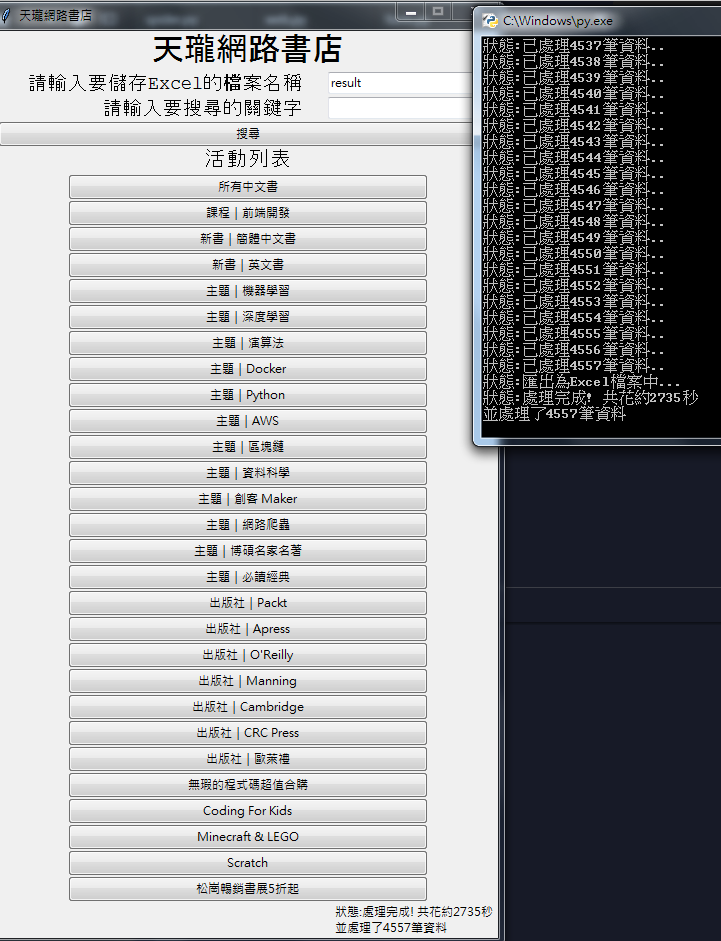 天瓏網路書店
天瓏網路書店
請輸入要儲存Excel的檔案名稱
result
請輸入要搜尋的關鍵字
搜尋
活動列表
所有中文書
課程 | 前端開發
新書 | 簡體中文書
新書 | 英文書
主題 | 機器學習
主題 | 深度學習
主題 | 演算法
主題 | Docker
主題 | Python
主題 | AWS
主題 | 區塊鏈
主題 | 資料科學
主題 | 創客 Maker
主題 | 網路爬蟲
主題 | 博碩名家名著
主題 | 必讀經典
出版社 | Packt
出版社 | Apress
出版社 | O'Reilly
出版社 | Manning
出版社 | Cambridge
出版社 | CRC Press
出版社 | 歐萊禮
無瑕的程式碼超值合購
Coding For Kids
Minecraft & LEGO
Scratch
松崗暢銷書展5折起
狀態:處理完成! 共花約2735秒
並處理了4557筆資料
C:\Windows\py.exe
狀態:已處理4537筆資料..
狀態:已處理4538筆資料..
狀態:已處理4539筆資料..
狀態:已處理4540筆資料..
狀態:已處理4541筆資料..
狀態:已處理4542筆資料..
狀態:已處理4543筆資料..
狀態:已處理4544筆資料..
狀態:已處理4545筆資料..
狀態:已處理4546筆資料..
狀態:已處理4547筆資料..
狀態:已處理4548筆資料..
狀態:已處理4549筆資料..
狀態:已處理4550筆資料..
狀態:已處理4551筆資料..
狀態:已處理4552筆資料..
狀態:已處理4553筆資料..
狀態:已處理4554筆資料..
狀態:已處理4555筆資料..
狀態:已處理4556筆資料..
狀態:已處理4557筆資料..
狀態:匯出為Excel檔案中...
狀態:處理完成! 共花約2735秒
並處理了4557筆資料